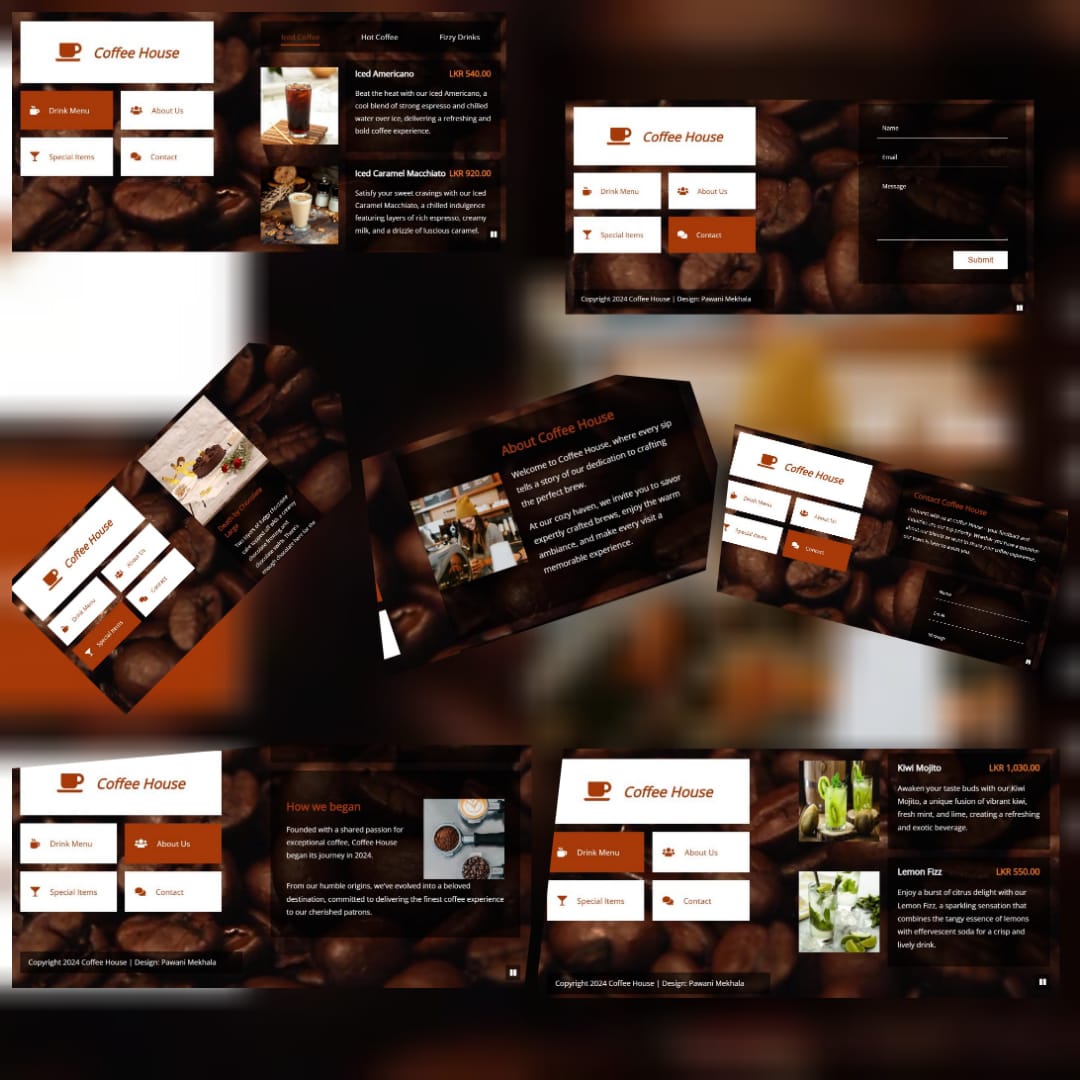 Coffee House
Drink Menu
About Us
Special Items
Contact
Iced Coffee
Hot Coffee
Fizzy Drinks
Iced Americano LKR 540.00
Beat the heat with our Iced Americano, a
cool blend of strong espresso and chilled
water over ice, delivering a refreshing and
bold coffee experience.
Iced Caramel Macchiato LKR 920.00
Satisfy your sweet cravings with our Iced
Caramel Macchiato, a chilled indulgence
featuring layers of rich espresso, creamy
milk, and a drizzle of luscious caramel.
Coffee House
Drink Menu
About Us
Special Items
Contact
Name
Email
Message
Submit
Copyright 2024 Coffee House | Design: Pawani Mekhala
Coffee House
Drink Menu
About Us
Special Items
Contact
Death by Chocolate
Large
About Coffee House
Welcome to Coffee House, where every sip
tells a story of our dedication to crafting
the perfect brew.
At our cozy haven, we invite you to savor
expertly crafted brews, enjoy the warm
ambiance, and make every visit a
memorable experience.
Coffee House
Drink Menu
About Us
Special Items
Contact
Contact Coffee House
Name
Email
Message
Coffee House
Drink Menu
About Us
Special Items
Contact
How we began
Founded with a shared passion for
exceptional coffee, Coffee House
began its journey in 2024.
From our humble origins, we've evolved into a beloved
destination, committed to delivering the finest coffee experience
to our cherished patrons.
Copyright 2024 Coffee House | Design: Pawani Mekhala
Coffee House
Drink Menu
About Us
Special Items
Contact
Kiwi Mojito LKR 1,030.00
Awaken your taste buds with our Kiwi
Mojito, a unique fusion of vibrant kiwi,
fresh mint, and lime, creating a refreshing
and exotic beverage.
Lemon Fizz LKR 550.00
Enjoy a burst of citrus delight with our
Lemon Fizz, a sparkling sensation that
combines the tangy essence of lemons
with effervescent soda for a crisp and
lively drink.
Copyright 2024 Coffee House | Design: Pawani Mekhala